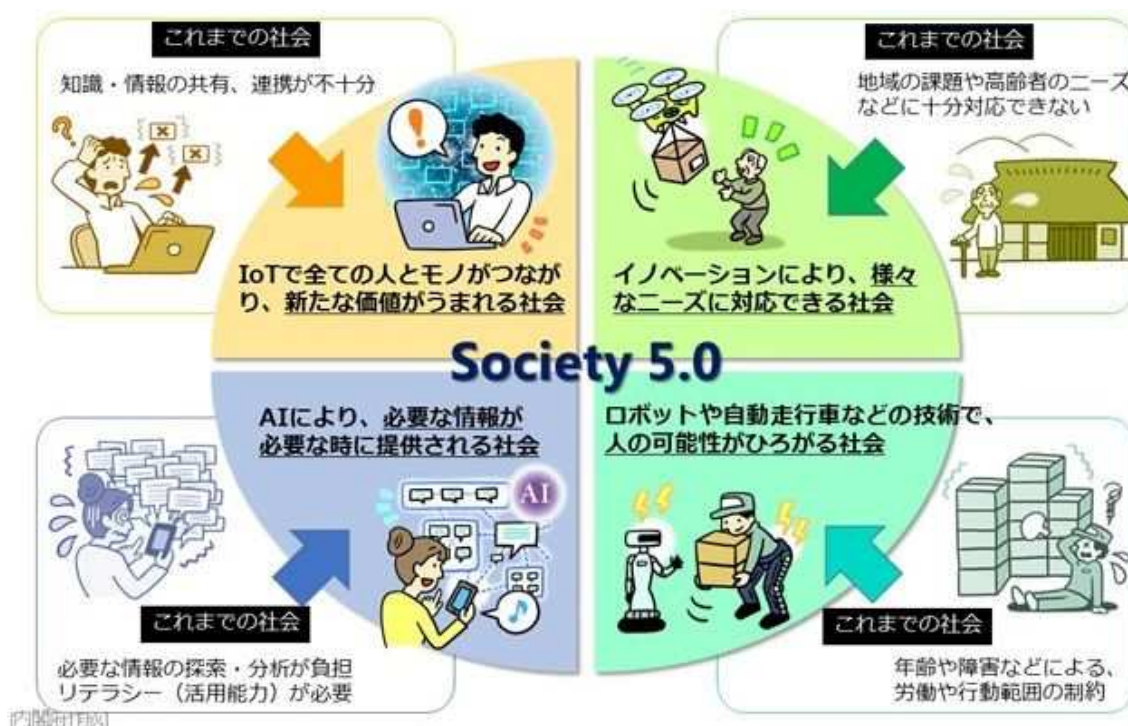 これまでの社会
知識・情報の共有、連携が不十分
これまでの社会
地域の課題や高齢者のニーズ
などに十分対応できない
IoTで全ての人とモノがつなが
り、新たな価値がうまれる社会
イノベーションにより、様々
なニーズに対応できる社会
Society 5.0
AIにより、必要な情報が
必要な時に提供される社会
ロボットや自動走行車などの技術で、
人の可能性がひろがる社会
AI
これまでの社会
必要な情報の探索・分析が負担
リテラシー（活用能力）が必要
これまでの社会
年齢や障害などによる、
労働や行動範囲の制約
[内閣府作成]